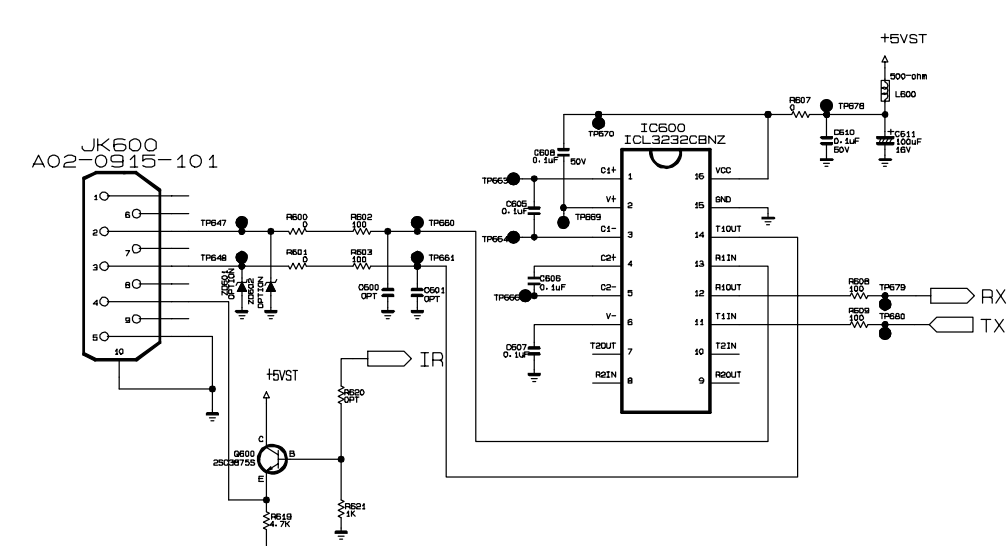 +5VST
500-ohm
L600
R607
0
TP678
C610
0.1uF
50V
C611
100uF
16V
TP670
IC600
ICL3232CBNZ
JK600
A02-0915-101
C608
0.1uF
50V
TP663
C1+
1
16
VCC
C605
0.1uF
V+
2
15
GND
TP669
TP664
C1-
3
14
T1OUT
C2+
4
13
R1IN
C606
0.1uF
C2-
5
12
R1OUT
V-
6
11
T1IN
C607
0.1uF
T2OUT
7
10
T2IN
R2IN
8
9
R2OUT
R608
100
TP679
RX
R609
100
TP680
TX
1
6
2
7
3
8
4
9
5
10
TP647
R600
0
R602
100
TP660
TP648
R601
0
R603
100
TP661
ZD601
OPTION
ZD602
OPTION
C600
OPT
C601
OPT
IR
+5VST
R620
OPT
C
Q600
2SC3875S
B
E
R621
1K
R619
4.7K